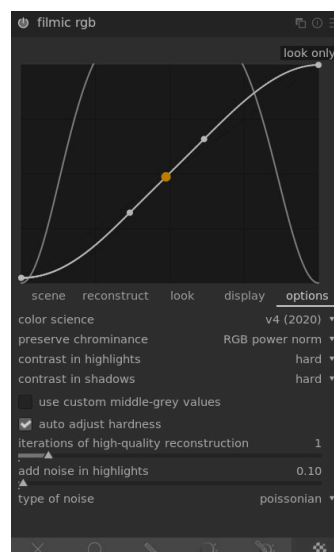 filmic rgb
look only
scene reconstruct look display options
color science v4 (2020)
preserve chrominance RGB power norm
contrast in highlights hard
contrast in shadows hard
use custom middle-grey values
auto adjust hardness
iterations of high-quality reconstruction 1
add noise in highlights 0.10
type of noise poissonian